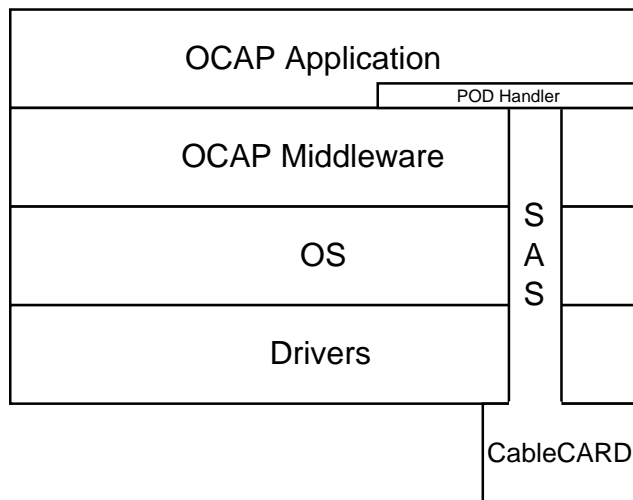 OCAP Application
POD Handler
OCAP Middleware
OS
Drivers
S
A
S
CableCARD